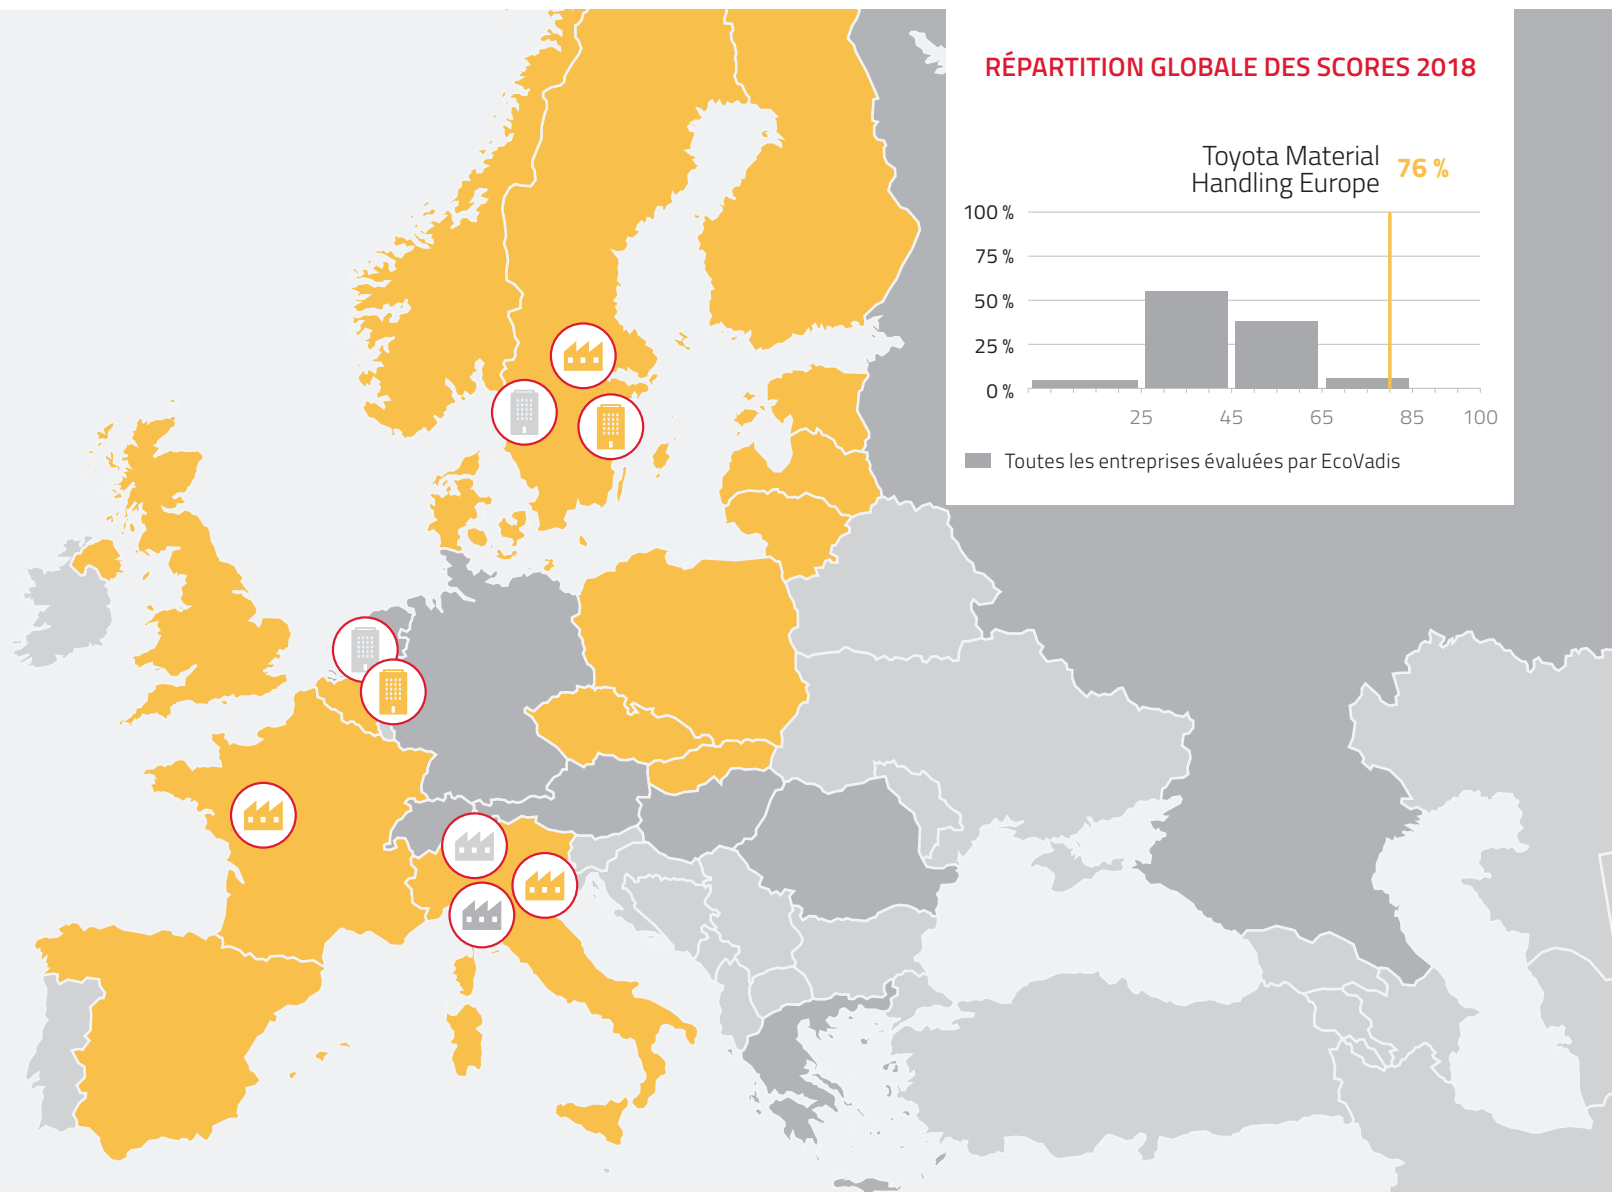 RÉPARTITION GLOBALE DES SCORES 2018
Toyota Material
Handling Europe
76 %
100 %
75 %
50 %
25 %
0 %
25 45 65 85 100
Toutes les entreprises évaluées par EcoVadis